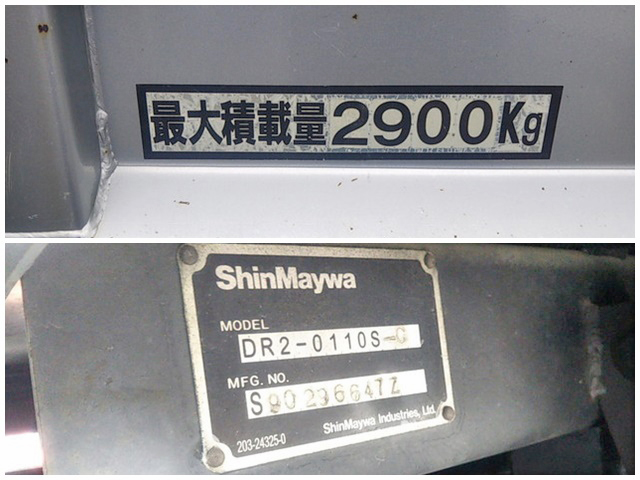 最大積載量2900Kg
ShinMaywa
MODEL
DR2-0110S-C
MFG. NO.
S90236647Z
ShinMaywa Industries, Ltd.
203-24325-0